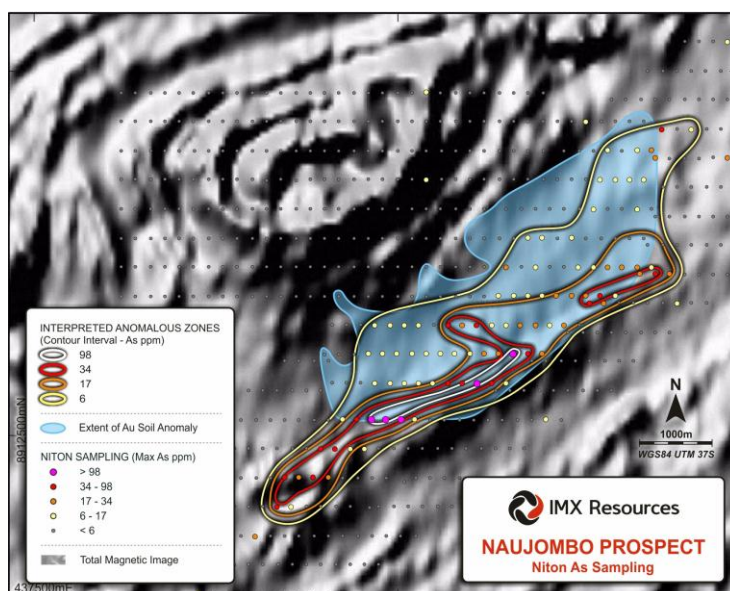 INTERPRETED ANOMALOUS ZONES
(Contour Interval - As ppm)
98
34
17
6
Extent of Au Soil Anomaly
NITON SAMPLING (Max As ppm)
> 98
34 - 98
17 - 34
6 - 17
< 6
Total Magnetic Image
8912500mN
437500mE
N
1000m
WGS84 UTM 37S
IMX Resources
NAUJOMBO PROSPECT
Niton As Sampling